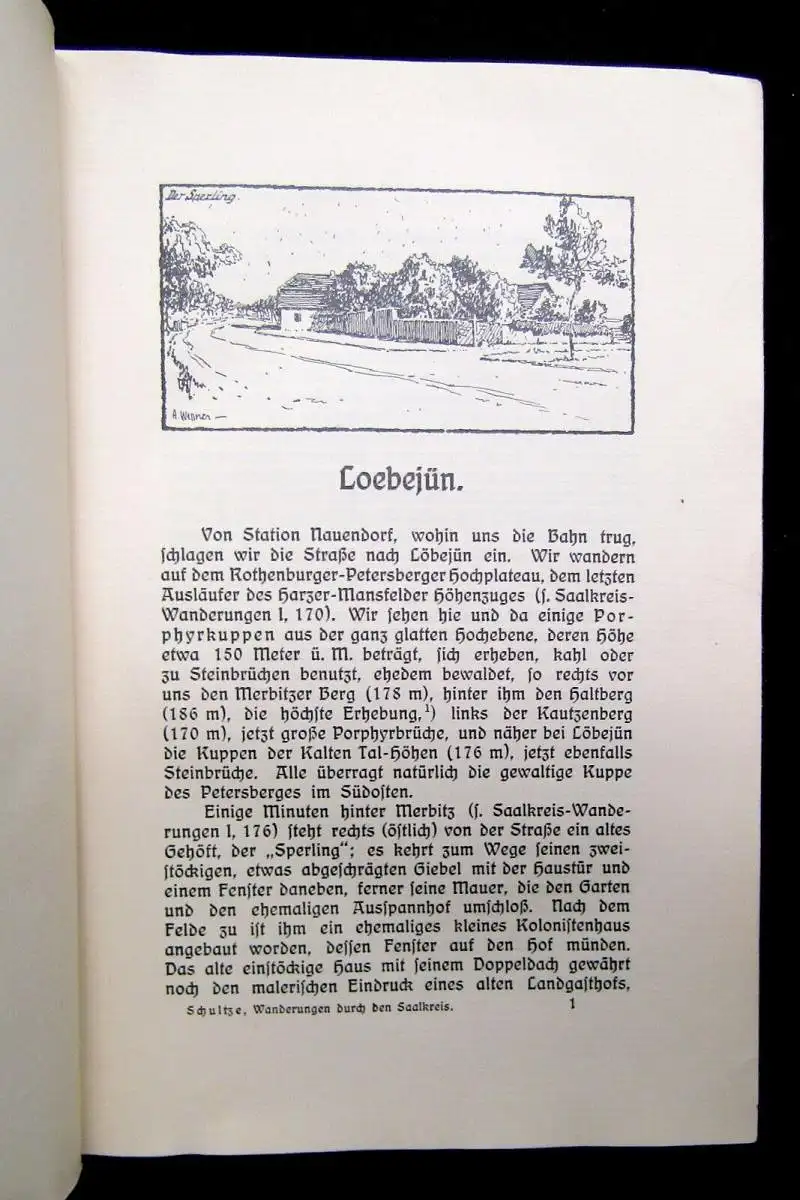 Der Sperling.
A. Weßner
Loebejün.
Von Station Nauendorf, wohin uns die Bahn trug,
schlagen wir die Straße nach Löbejün ein. Wir wandern
auf dem Rothenburger-Petersberger Hochplateau, dem letzten
Ausläufer des Harzer-Mansfelder Höhenzuges (s. Saalkreis-
Wanderungen I, 170). Wir sehen hie und da einige Por-
phyrkuppen aus der ganz glatten Hochebene, deren Höhe
etwa 150 Meter ü. M. beträgt, sich erheben, kahl oder
zu Steinbrüchen benutzt, ehedem bewaldet, so rechts vor
uns den Merbitzer Berg (178 m), hinter ihm den Haltberg
(186 m), die höchste Erhebung,¹) links der Kautzenberg
(170 m), jetzt große Porphyrbrüche, und näher bei Löbejün
die Kuppen der Kalten Tal-Höhen (176 m), jetzt ebenfalls
Steinbrüche. Alle überragt natürlich die gewaltige Kuppe
des Petersberges im Südosten.
Einige Minuten hinter Merbitz (s. Saalkreis-Wande-
rungen I, 176) steht rechts (östlich) von der Straße ein altes
Gehöft, der „Sperling“; es kehrt zum Wege seinen zwei-
stöckigen, etwas abgeschrägten Giebel mit der Haustür und
einem Fenster daneben, ferner seine Mauer, die den Garten
und den ehemaligen Ausspannhof umschloß. Nach dem
Felde zu ist ihm ein ehemaliges kleines Kolonistenhaus
angebaut worden, dessen Fenster auf den Hof münden.
Das alte einstöckige Haus mit seinem Doppeldach gewährt
noch den malerischen Eindruck eines alten Landgasthofs,
Schultze, Wanderungen durch den Saalkreis. 1